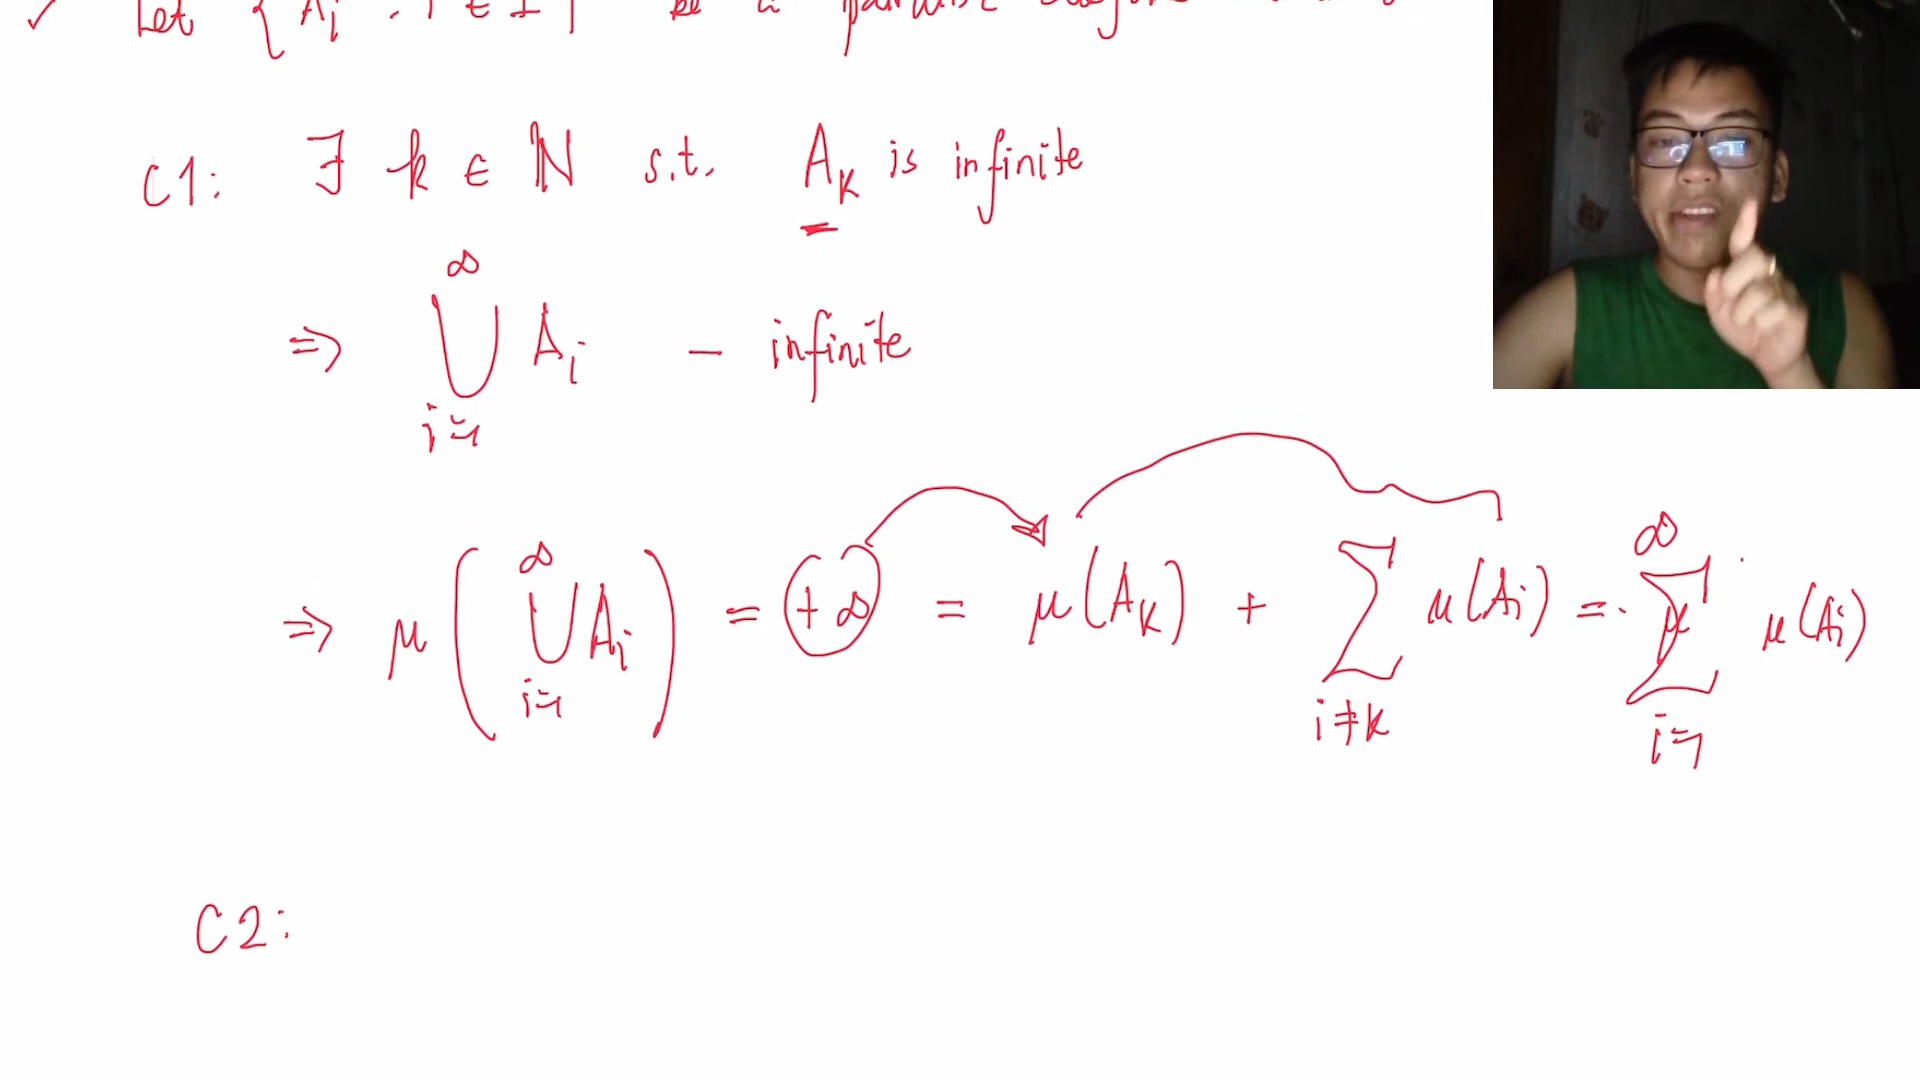 Let { A_i , i ∈ I } be a pairwise
C1: ∃ k ∈ ℕ s.t. A_K is infinite
⇒ ⋃_{i=1}^{∞} A_i – infinite
⇒ μ( ⋃_{i=1}^{∞} A_i ) = +∞ = μ(A_K) + ∑_{i≠K} μ(A_i) = ∑_{i=1}^{∞} μ(A_i)
C2: